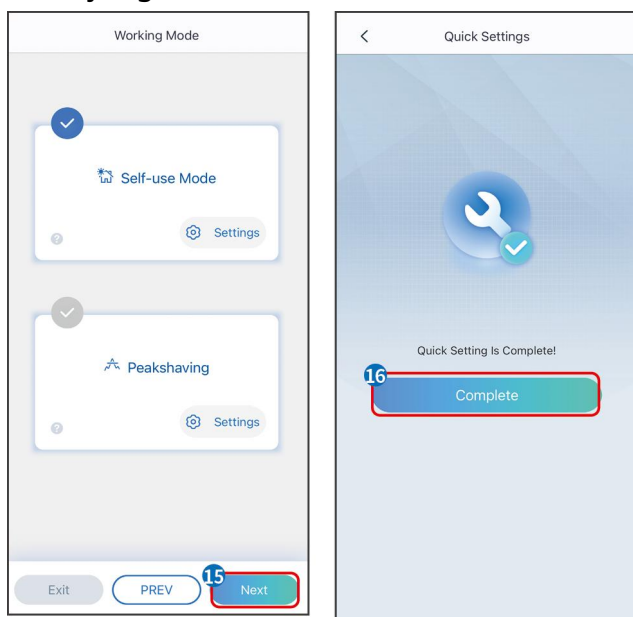 Working Mode
Self-use Mode
?
Settings
Peakshaving
?
Settings
Exit
PREV
15
Next
Quick Settings
Quick Setting Is Complete!
16
Complete